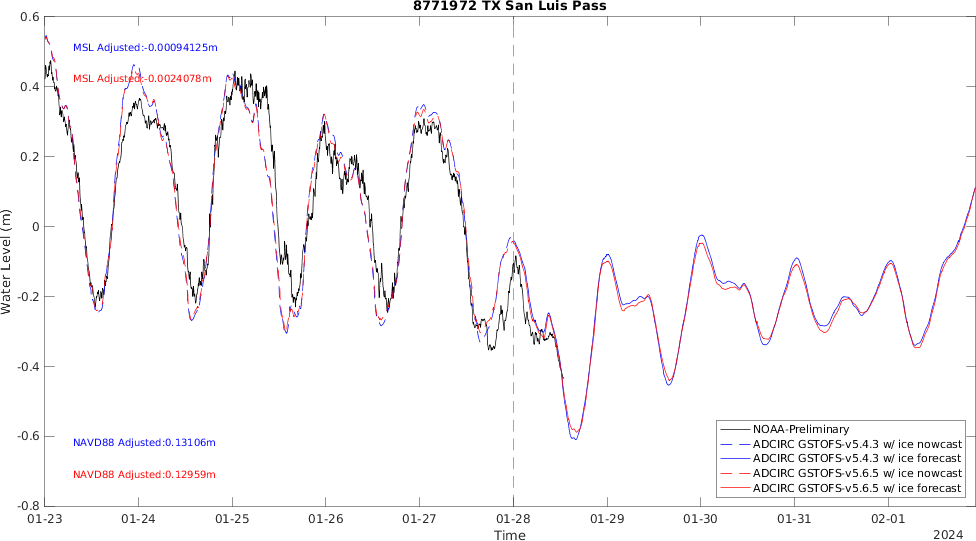 8771972 TX San Luis Pass
0.6
0.4
0.2
0
-0.2
-0.4
-0.6
-0.8
Water Level (m)
MSL Adjusted:-0.00094125m
MSL Adjusted:-0.0024078m
NAVD88 Adjusted:0.13106m
NAVD88 Adjusted:0.12959m
NOAA-Preliminary
ADCIRC GSTOFS-v5.4.3 w/ ice nowcast
ADCIRC GSTOFS-v5.4.3 w/ ice forecast
ADCIRC GSTOFS-v5.6.5 w/ ice nowcast
ADCIRC GSTOFS-v5.6.5 w/ ice forecast
01-23 01-24 01-25 01-26 01-27 01-28 01-29 01-30 01-31 02-01
Time
2024